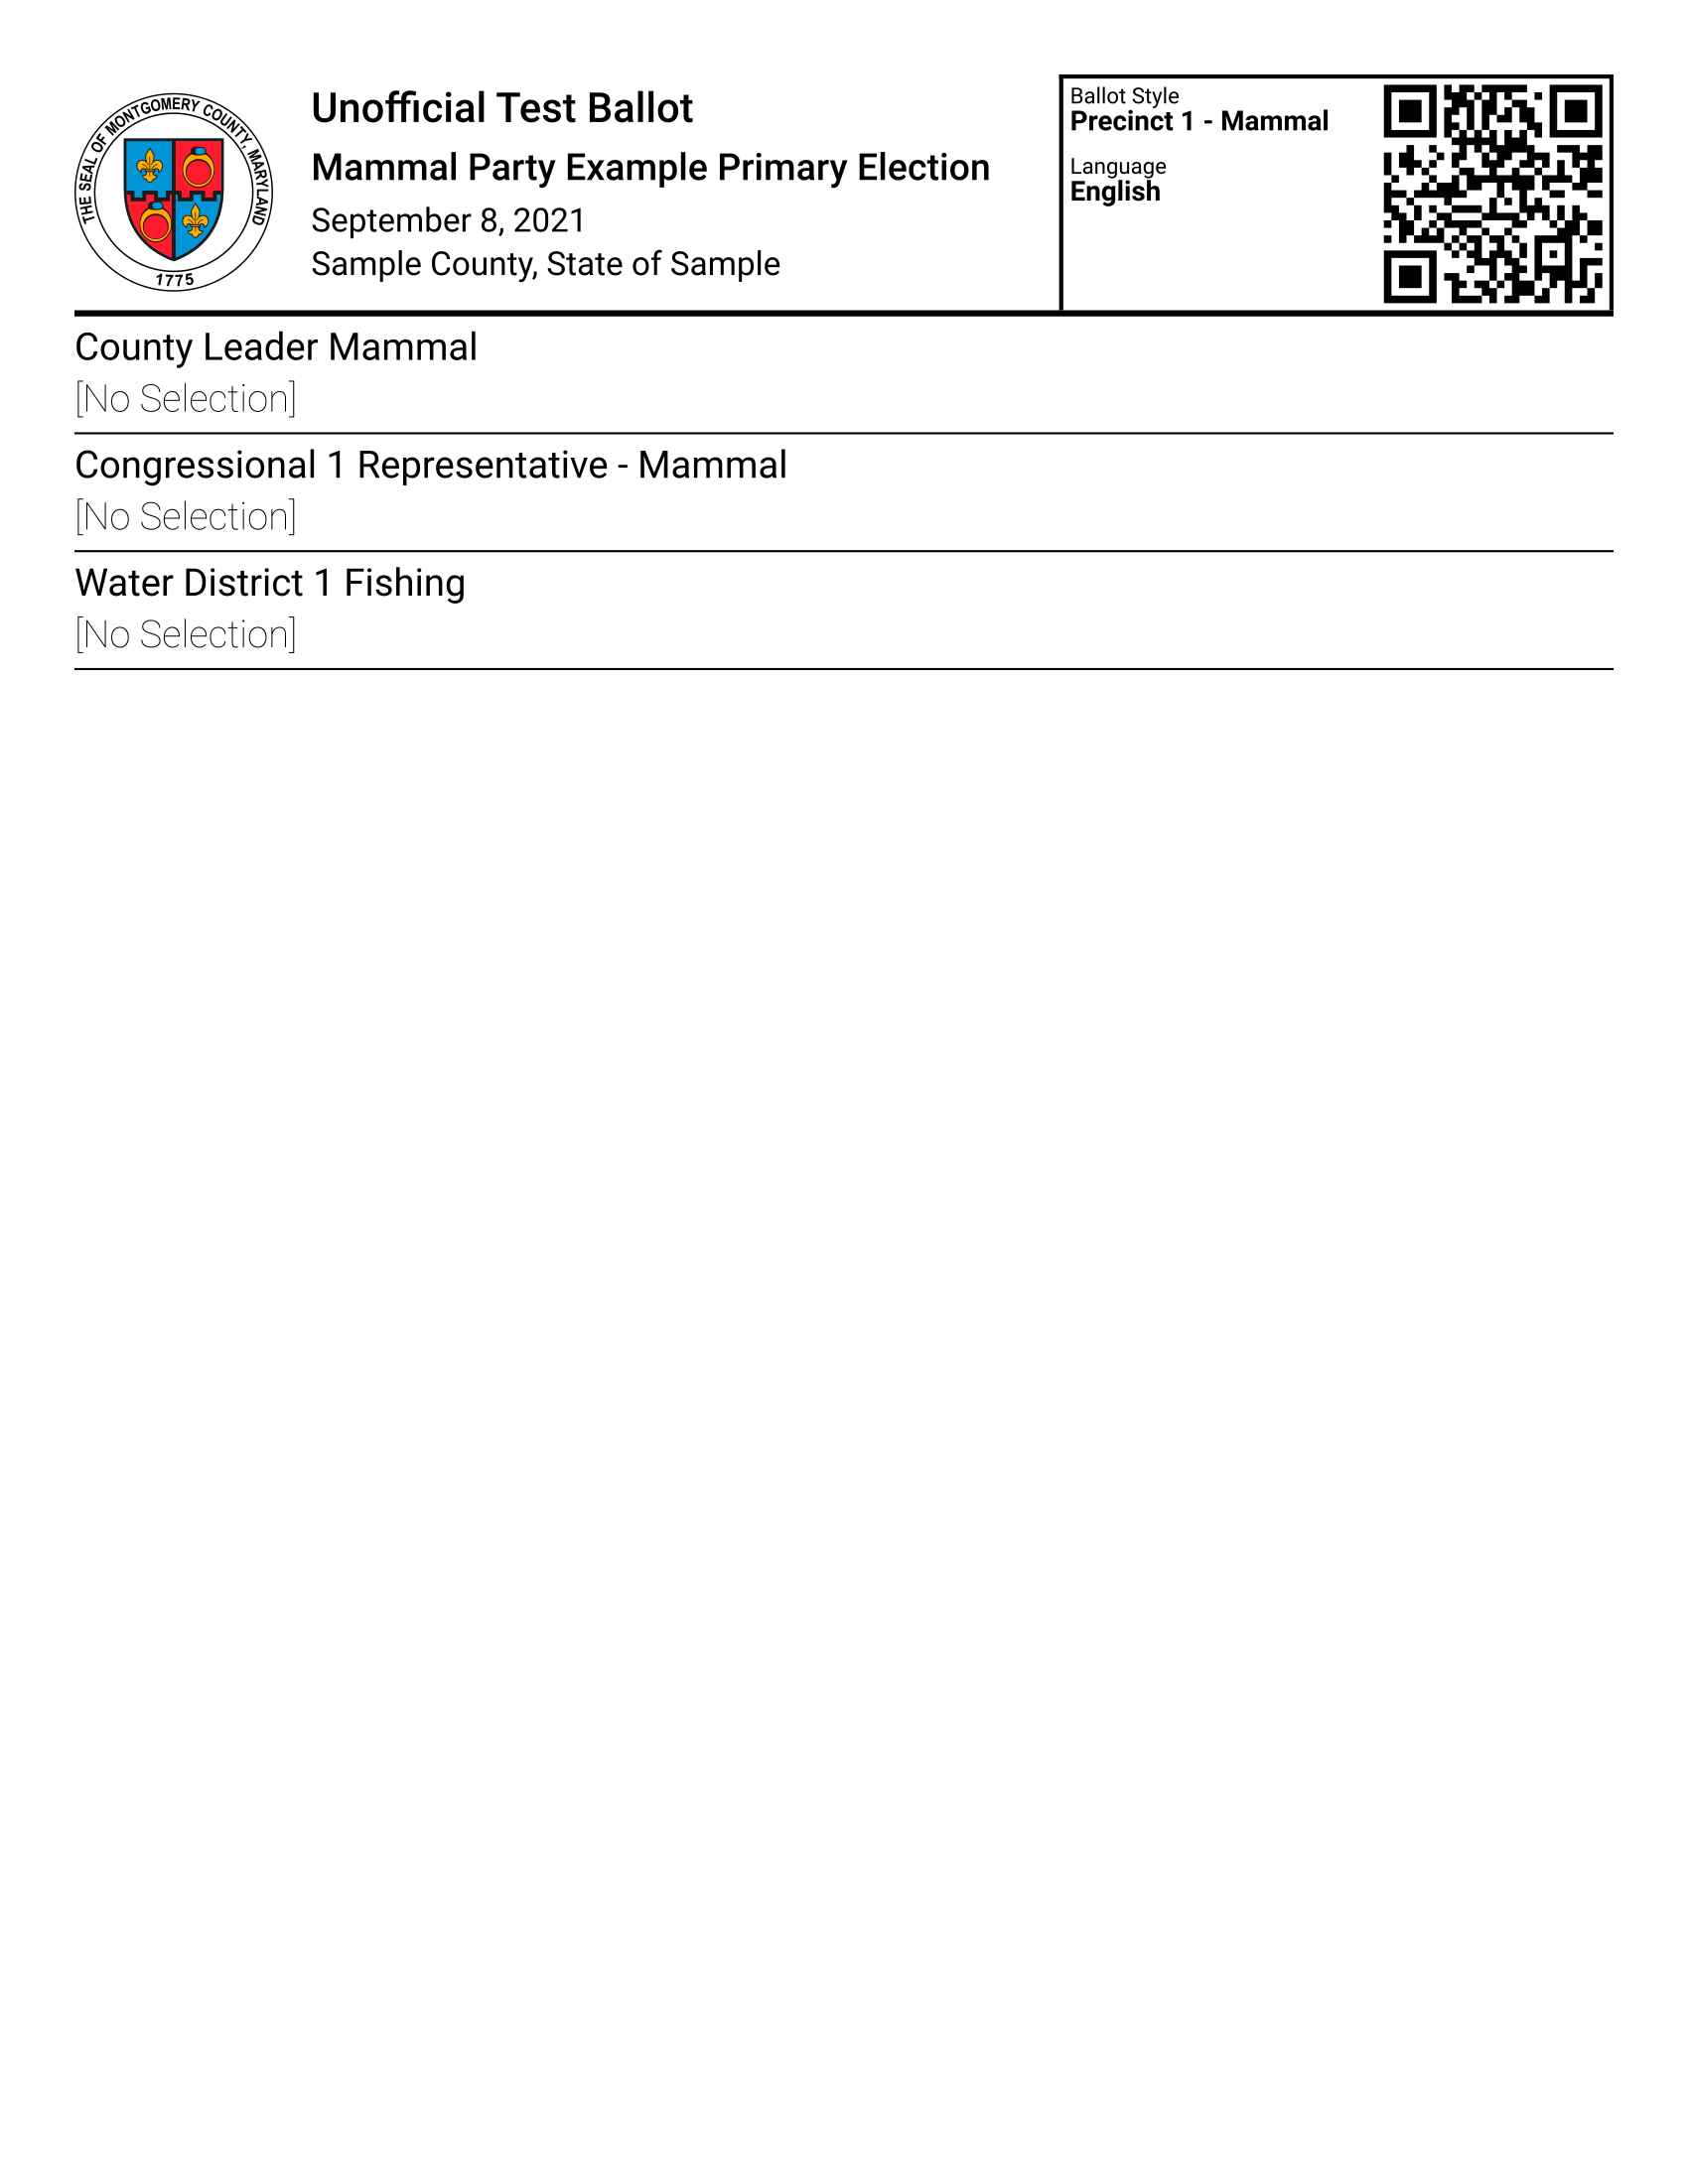 THE SEAL OF MONTGOMERY COUNTY, MARYLAND
1775
Unofficial Test Ballot
Mammal Party Example Primary Election
September 8, 2021
Sample County, State of Sample
Ballot Style
Precinct 1 - Mammal
Language
English
County Leader Mammal
[No Selection]
Congressional 1 Representative - Mammal
[No Selection]
Water District 1 Fishing
[No Selection]